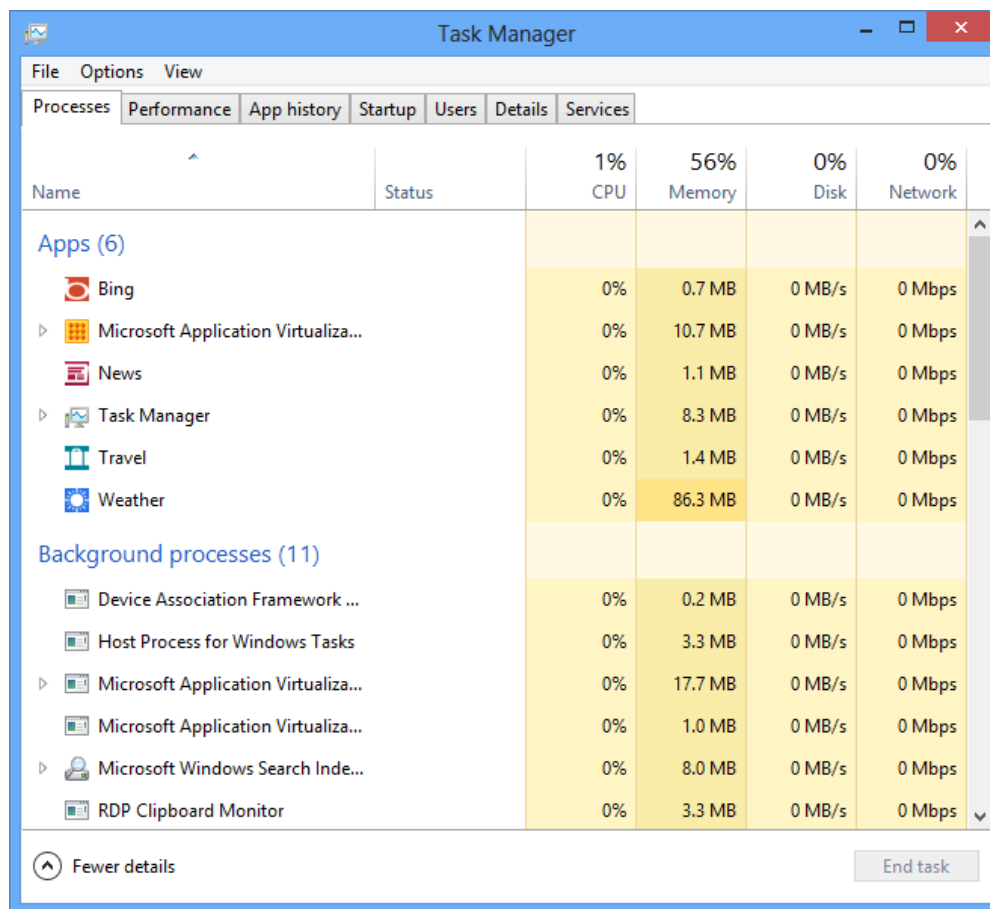 Task Manager
File Options View
Processes Performance App history Startup Users Details Services
1% 56% 0% 0%
Name Status CPU Memory Disk Network
Apps (6)
Bing 0% 0.7 MB 0 MB/s 0 Mbps
Microsoft Application Virtualiza... 0% 10.7 MB 0 MB/s 0 Mbps
News 0% 1.1 MB 0 MB/s 0 Mbps
Task Manager 0% 8.3 MB 0 MB/s 0 Mbps
Travel 0% 1.4 MB 0 MB/s 0 Mbps
Weather 0% 86.3 MB 0 MB/s 0 Mbps
Background processes (11)
Device Association Framework ... 0% 0.2 MB 0 MB/s 0 Mbps
Host Process for Windows Tasks 0% 3.3 MB 0 MB/s 0 Mbps
Microsoft Application Virtualiza... 0% 17.7 MB 0 MB/s 0 Mbps
Microsoft Application Virtualiza... 0% 1.0 MB 0 MB/s 0 Mbps
Microsoft Windows Search Inde... 0% 8.0 MB 0 MB/s 0 Mbps
RDP Clipboard Monitor 0% 3.3 MB 0 MB/s 0 Mbps
Fewer details End task